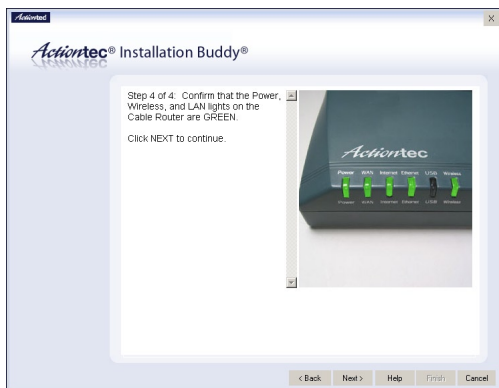 Actiontec
X
Actiontec® Installation Buddy®
Step 4 of 4: Confirm that the Power,
Wireless, and LAN lights on the
Cable Router are GREEN.
Click NEXT to continue.
Actiontec
Power WAN Internet Ethernet USB Wireless
Power WAN Internet Ethernet USB Wireless
< Back Next > Help Finish Cancel